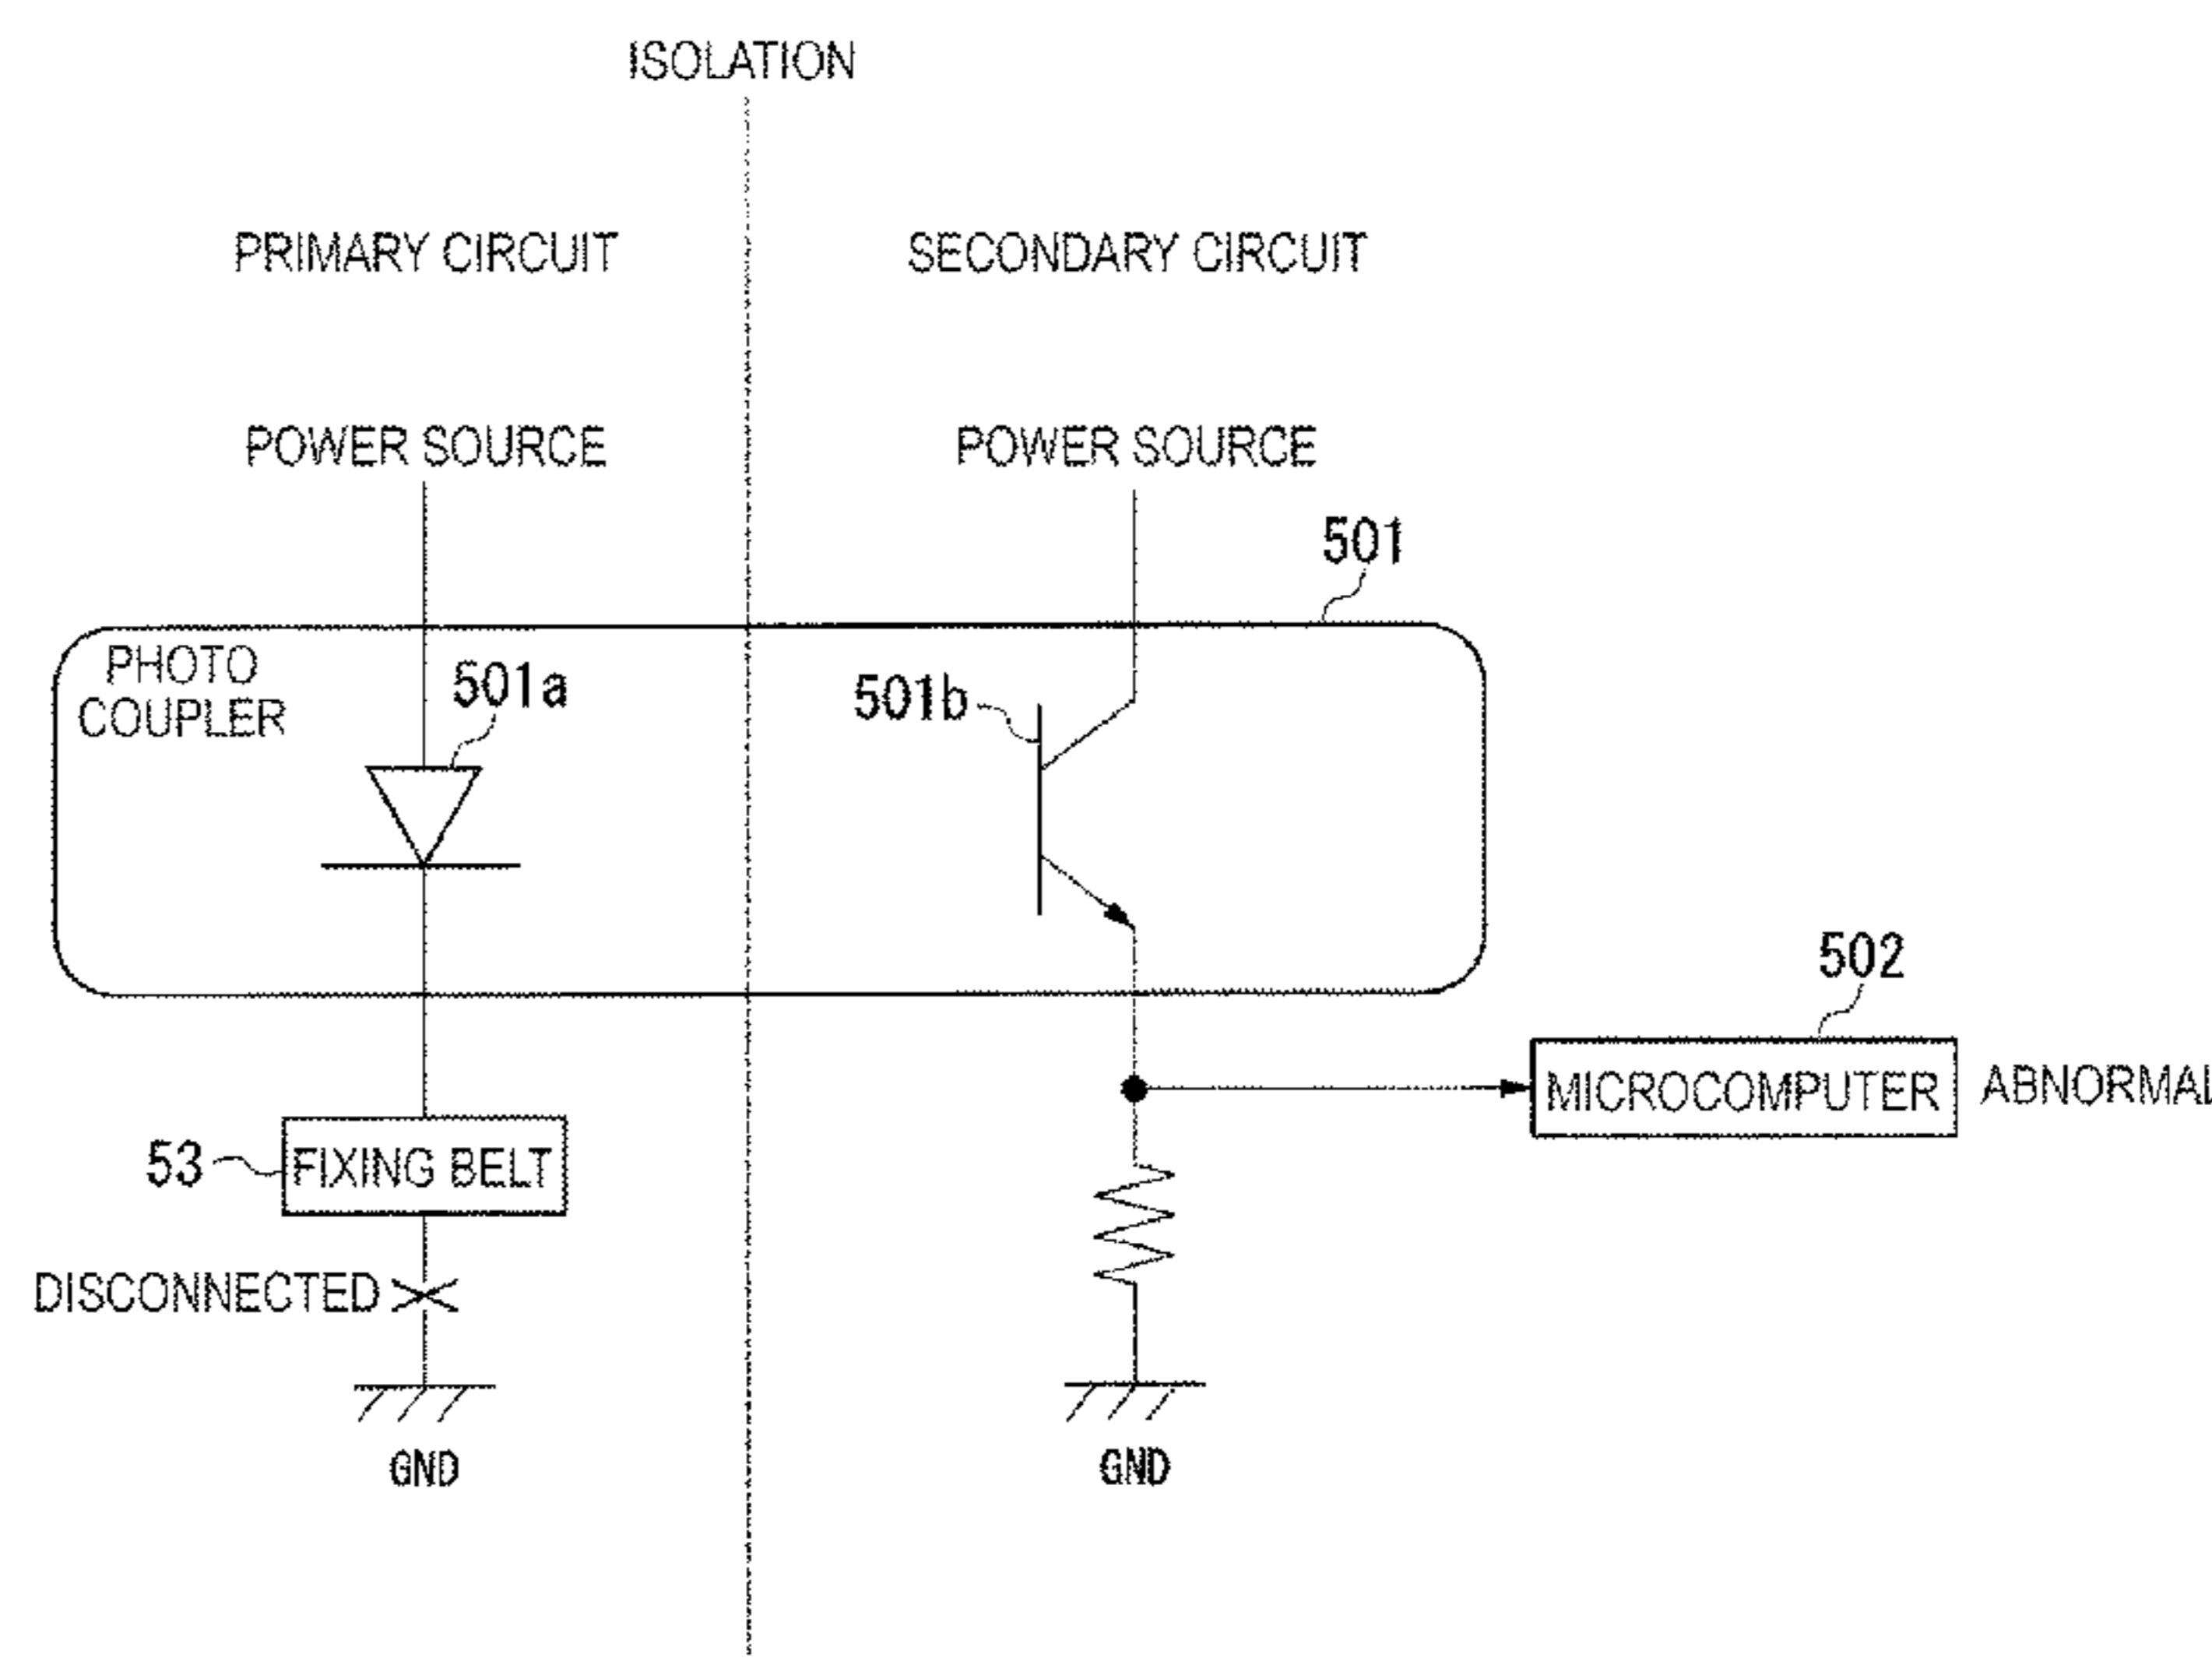 ISOLATION
PRIMARY CIRCUIT
SECONDARY CIRCUIT
POWER SOURCE
POWER SOURCE
501
PHOTO
COUPLER
501a
501b
502
MICROCOMPUTER
ABNORMAL
53
FIXING BELT
DISCONNECTED
GND
GND